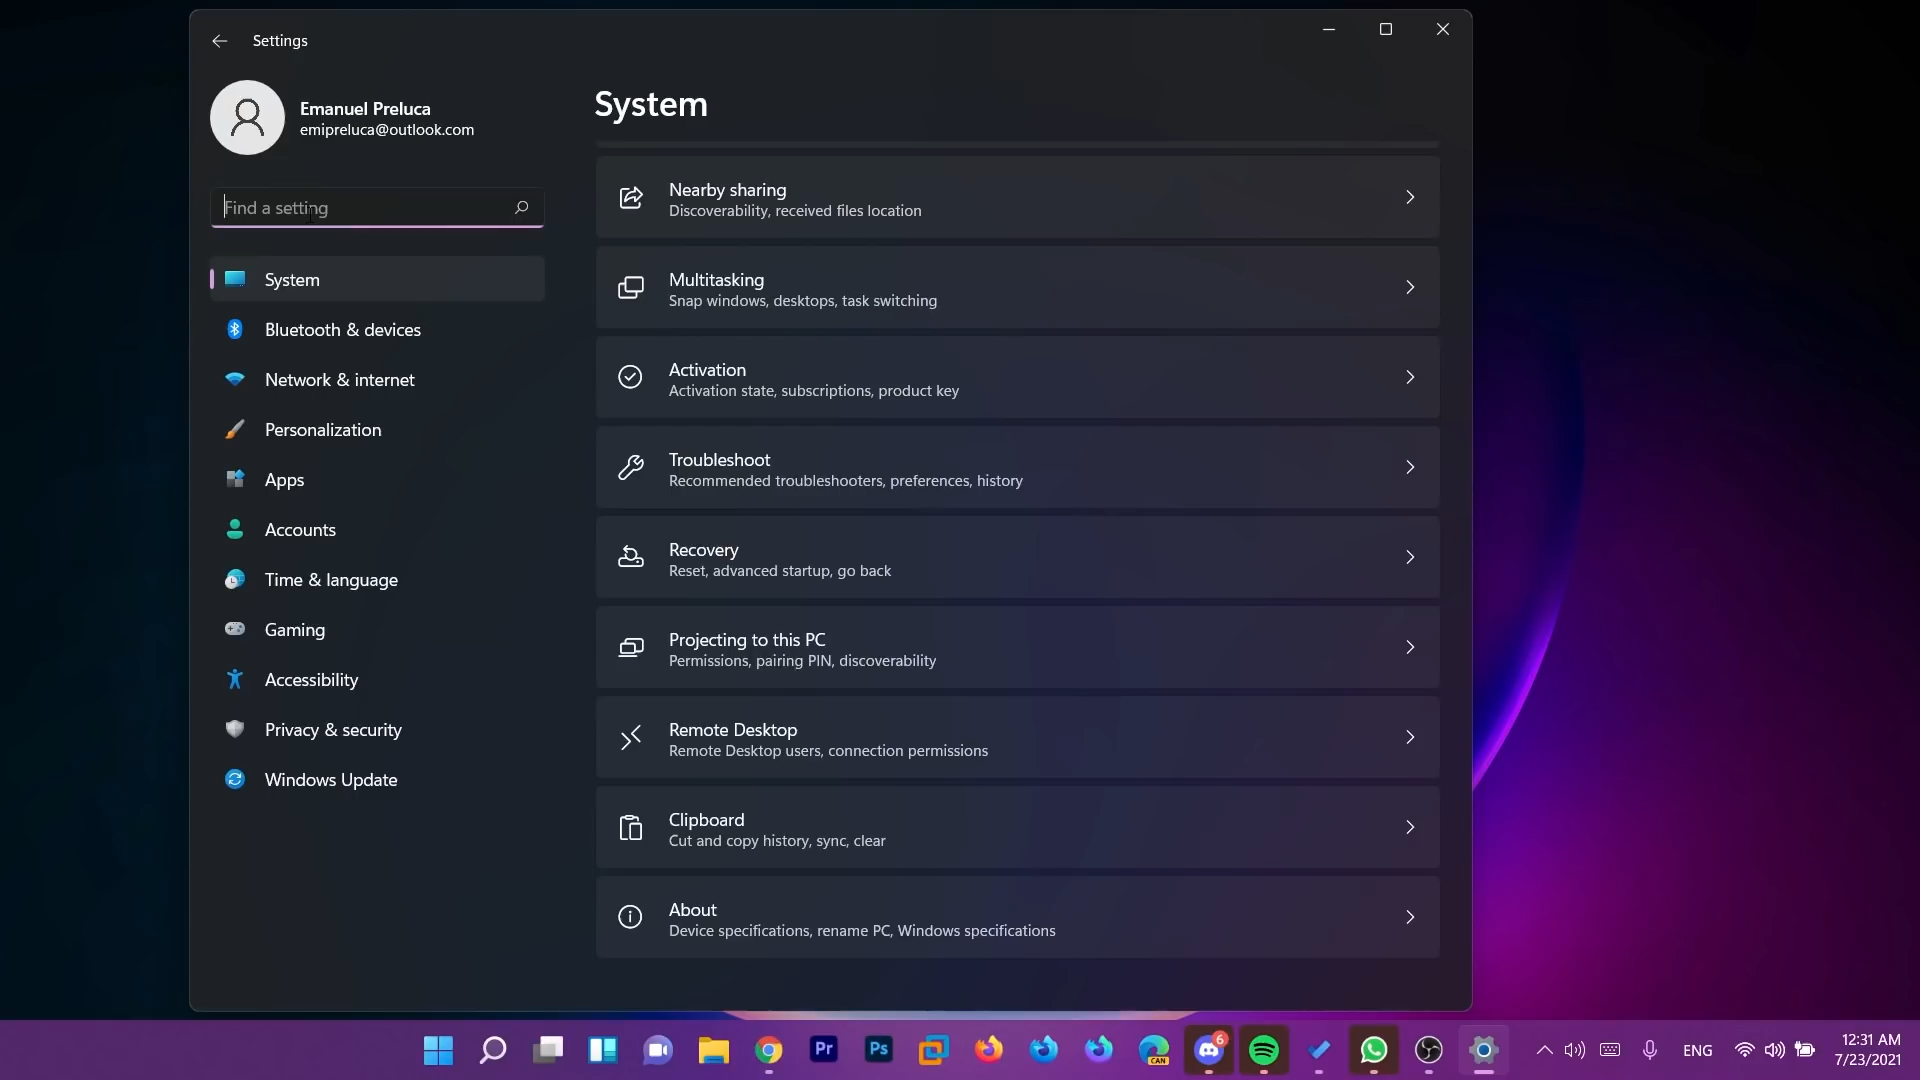 Settings
Emanuel Preluca
emipreluca@outlook.com
Find a setting
System
Bluetooth & devices
Network & internet
Personalization
Apps
Accounts
Time & language
Gaming
Accessibility
Privacy & security
Windows Update
System
Nearby sharing
Discoverability, received files location
Multitasking
Snap windows, desktops, task switching
Activation
Activation state, subscriptions, product key
Troubleshoot
Recommended troubleshooters, preferences, history
Recovery
Reset, advanced startup, go back
Projecting to this PC
Permissions, pairing PIN, discoverability
Remote Desktop
Remote Desktop users, connection permissions
Clipboard
Cut and copy history, sync, clear
About
Device specifications, rename PC, Windows specifications
Pr
Ps
CAN
6
ENG
12:31 AM
7/23/2021